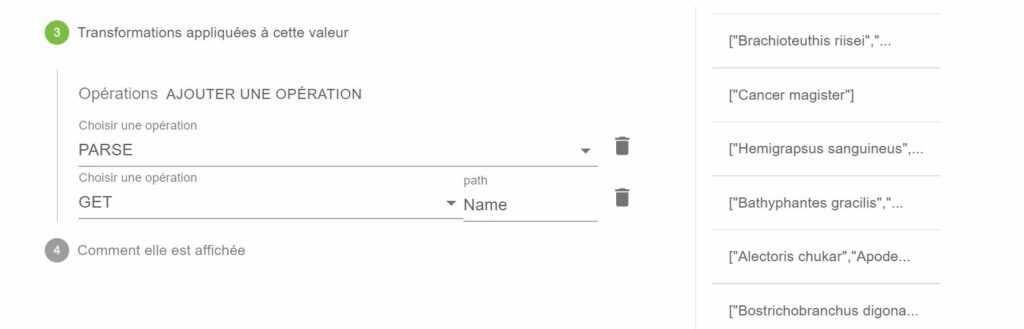 3 Transformations appliquées à cette valeur
Opérations AJOUTER UNE OPÉRATION
Choisir une opération
PARSE
Choisir une opération
path
GET
Name
4 Comment elle est affichée
["Brachioteuthis riisei","...
["Cancer magister"]
["Hemigrapsus sanguineus",...
["Bathyphantes gracilis","...
["Alectoris chukar","Apode...
["Bostrichobranchus digona...